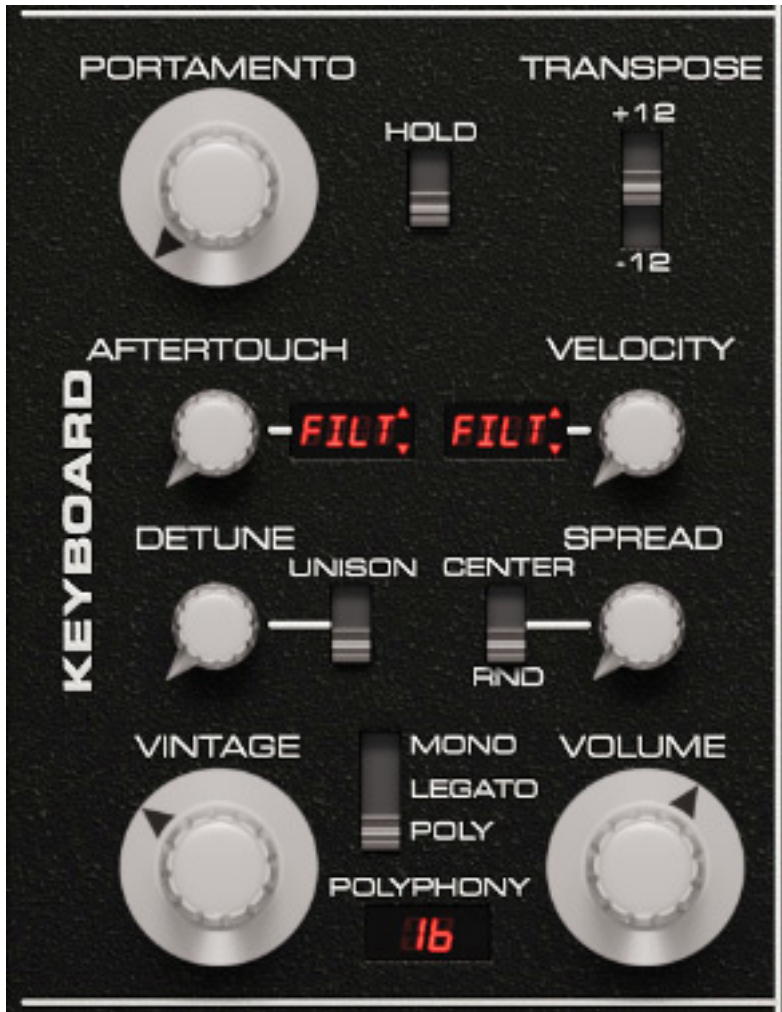 PORTAMENTO
TRANSPOSE
HOLD
+12
-12
AFTERTOUCH
VELOCITY
FILT
FILT
KEYBOARD
DETUNE
SPREAD
UNISON
CENTER
RND
VINTAGE
MONO
VOLUME
LEGATO
POLY
POLYPHONY
16